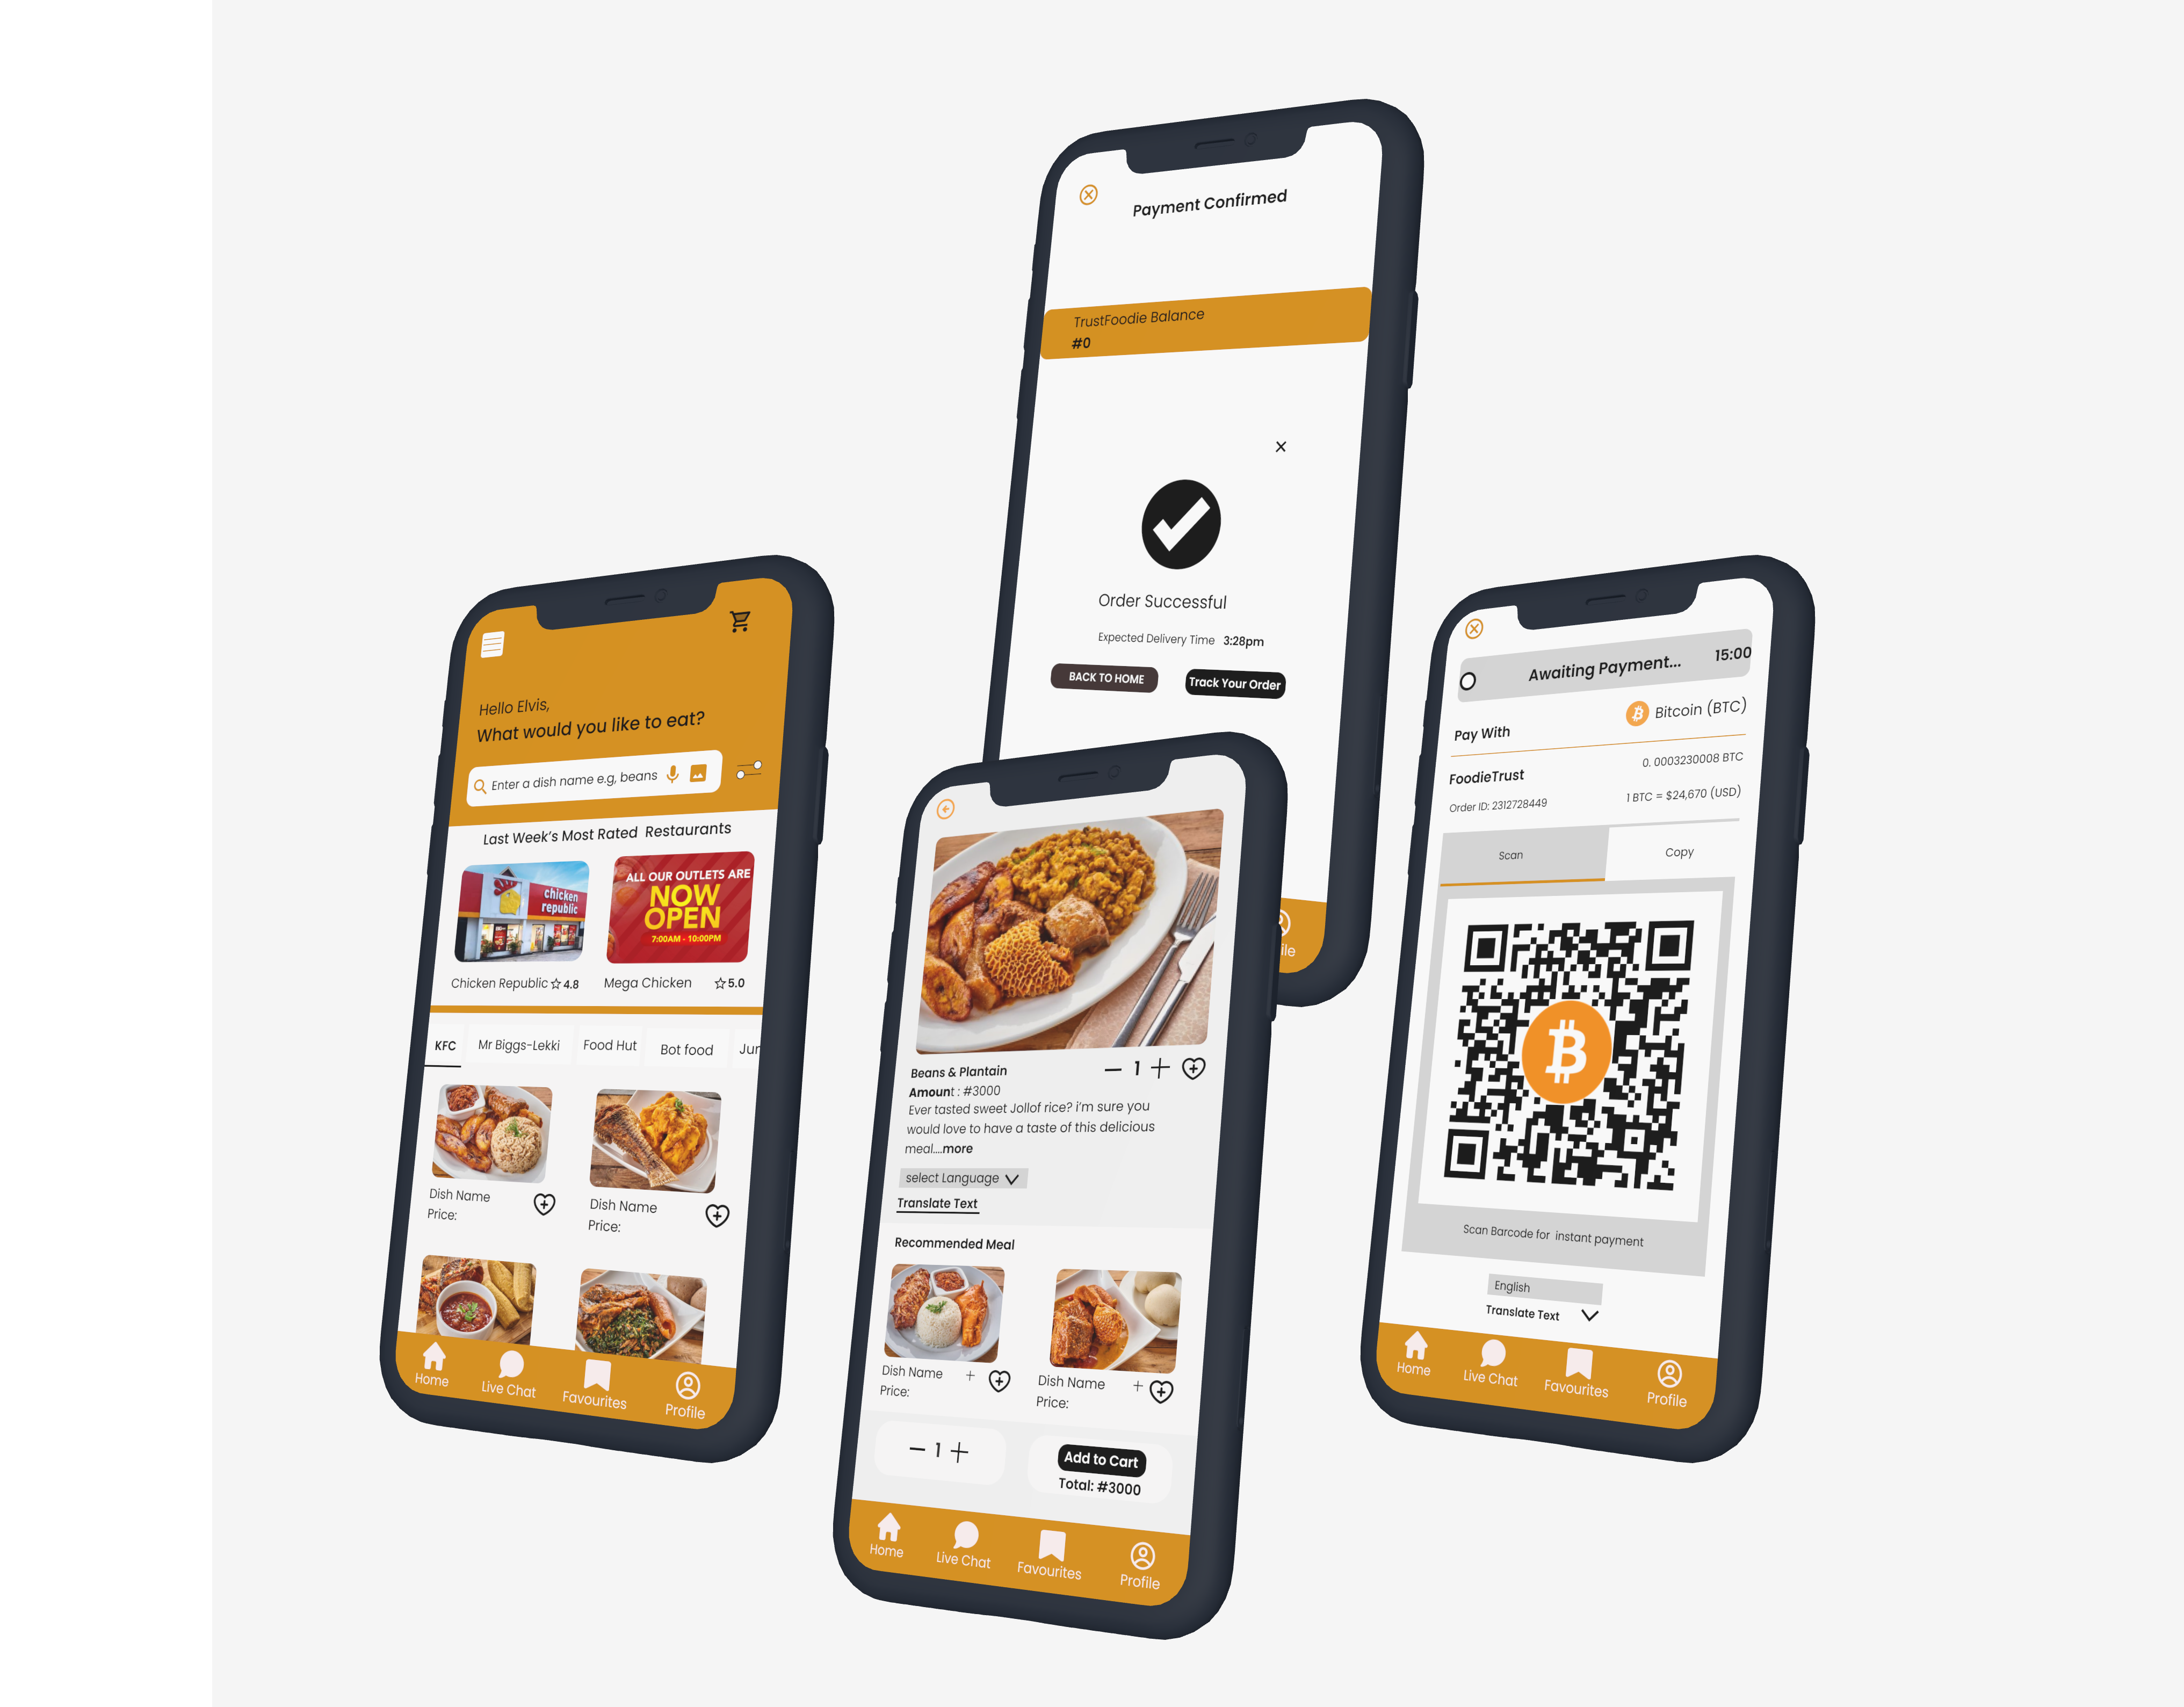 Payment Confirmed
TrustFoodie Balance
#0
Order Successful
Expected Delivery Time 3:28pm
BACK TO HOME
Track Your Order
ile
Hello Elvis,
What would you like to eat?
Enter a dish name e.g, beans
Last Week's Most Rated Restaurants
chicken
republic
ALL OUR OUTLETS ARE
NOW
OPEN
7:00AM - 10:00PM
Chicken Republic 4.8
Mega Chicken 5.0
KFC Mr Biggs-Lekki Food Hut Bot food Jur
Dish Name
Price:
Dish Name
Price:
Home Live Chat Favourites Profile
Beans & Plantain
1
Amount : #3000
Ever tasted sweet Jollof rice? i'm sure you
would love to have a taste of this delicious
meal....more
select Language
Translate Text
Recommended Meal
Dish Name +
Price:
Dish Name +
Price:
1
Add to Cart
Total: #3000
Home Live Chat Favourites Profile
Awaiting Payment... 15:00
Pay With Bitcoin (BTC)
FoodieTrust 0. 0003230008 BTC
Order ID: 2312728449 1 BTC = $24,670 (USD)
Scan Copy
Scan Barcode for instant payment
English
Translate Text
Home Live Chat Favourites Profile